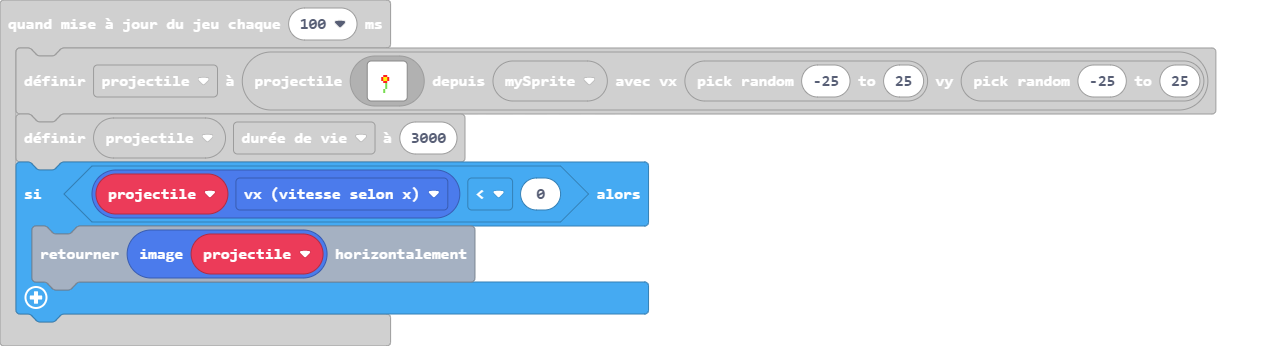 quand mise à jour du jeu chaque 100 ms
définir projectile à projectile depuis mySprite avec vx pick random -25 to 25 vy pick random -25 to 25
définir projectile durée de vie à 3000
si projectile vx (vitesse selon x) < 0 alors
retourner image projectile horizontalement